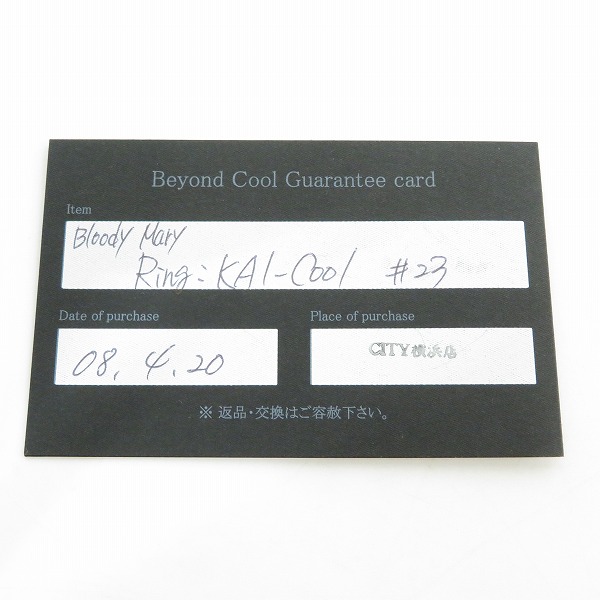 Beyond Cool Guarantee card
Item
Bloody Mary
Ring: KAI-Cool #23
Date of purchase
Place of purchase
08. 4. 20
CITY横浜店
※ 返品・交換はご容赦下さい。